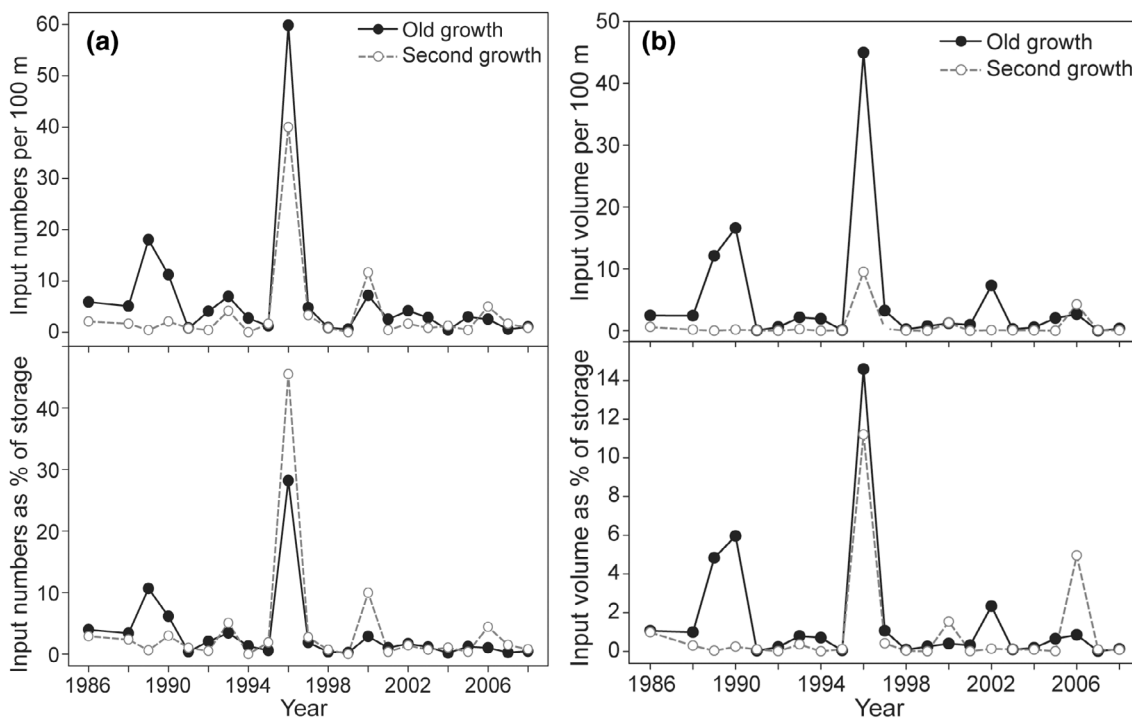 (a)
Old growth
Second growth
Input numbers per 100 m
60
50
40
30
20
10
0
Input numbers as % of storage
40
30
20
10
0
1986 1990 1994 1998 2002 2006
Year
(b)
Old growth
Second growth
Input volume per 100 m
50
40
30
20
10
0
Input volume as % of storage
14
12
10
8
6
4
2
0
1986 1990 1994 1998 2002 2006
Year